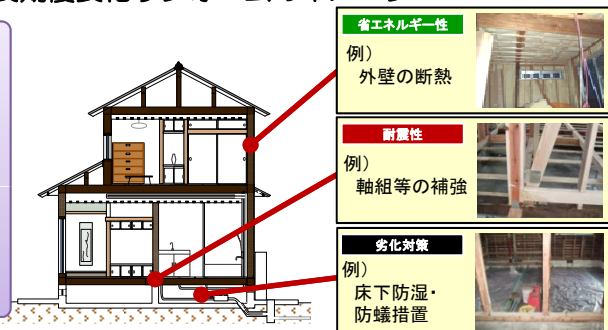 省エネルギー性
例）
外壁の断熱
耐震性
例）
軸組等の補強
劣化対策
例）
床下防湿・
防蟻措置